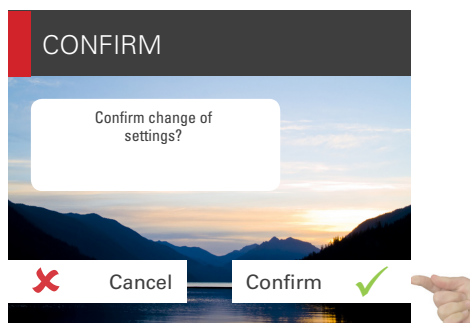 CONFIRM
Confirm change of
settings?
Cancel
Confirm